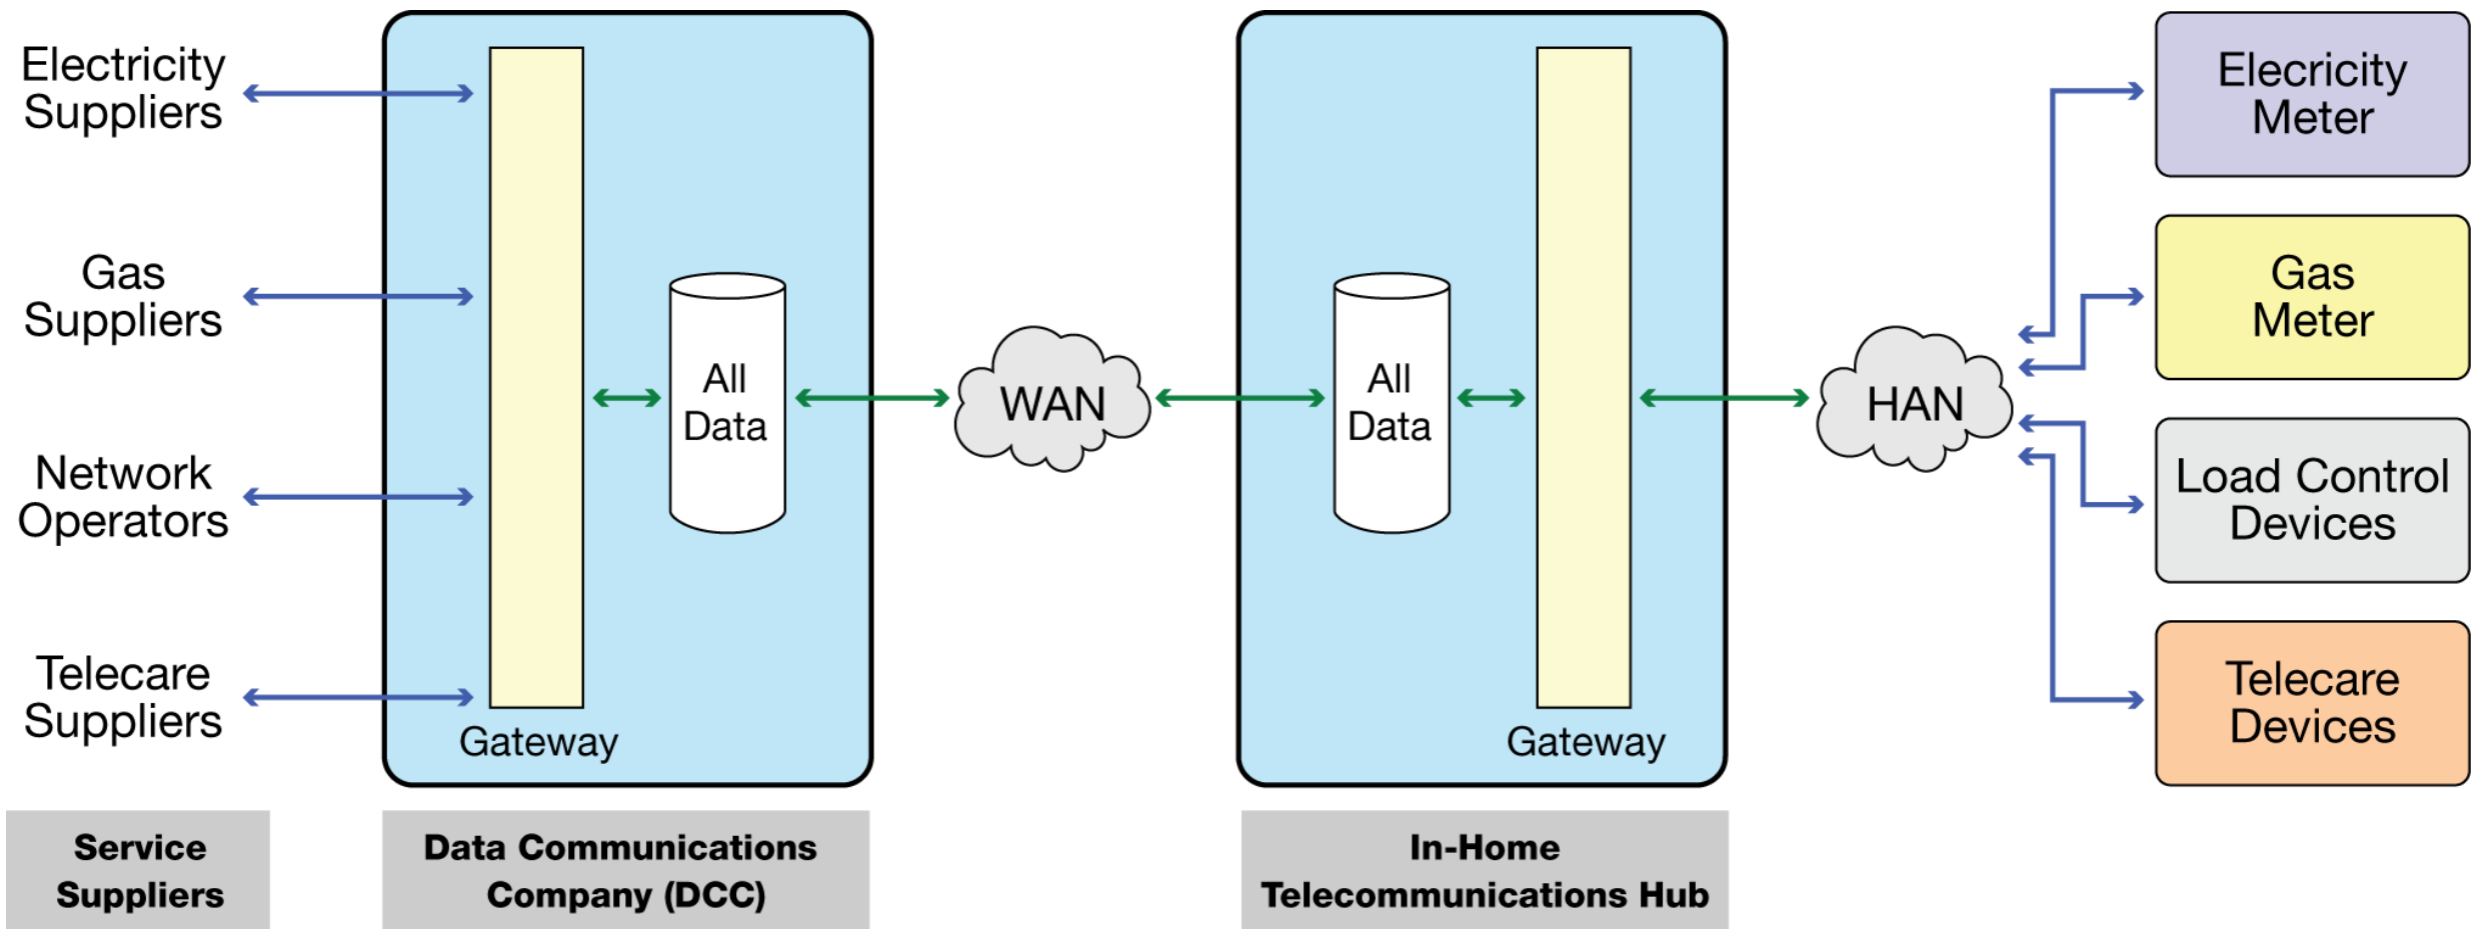 Electricity
Suppliers
Gas
Suppliers
Network
Operators
Telecare
Suppliers
Service
Suppliers
All
Data
Gateway
Data Communications
Company (DCC)
WAN
All
Data
Gateway
In-Home
Telecommunications Hub
HAN
Elecricity
Meter
Gas
Meter
Load Control
Devices
Telecare
Devices